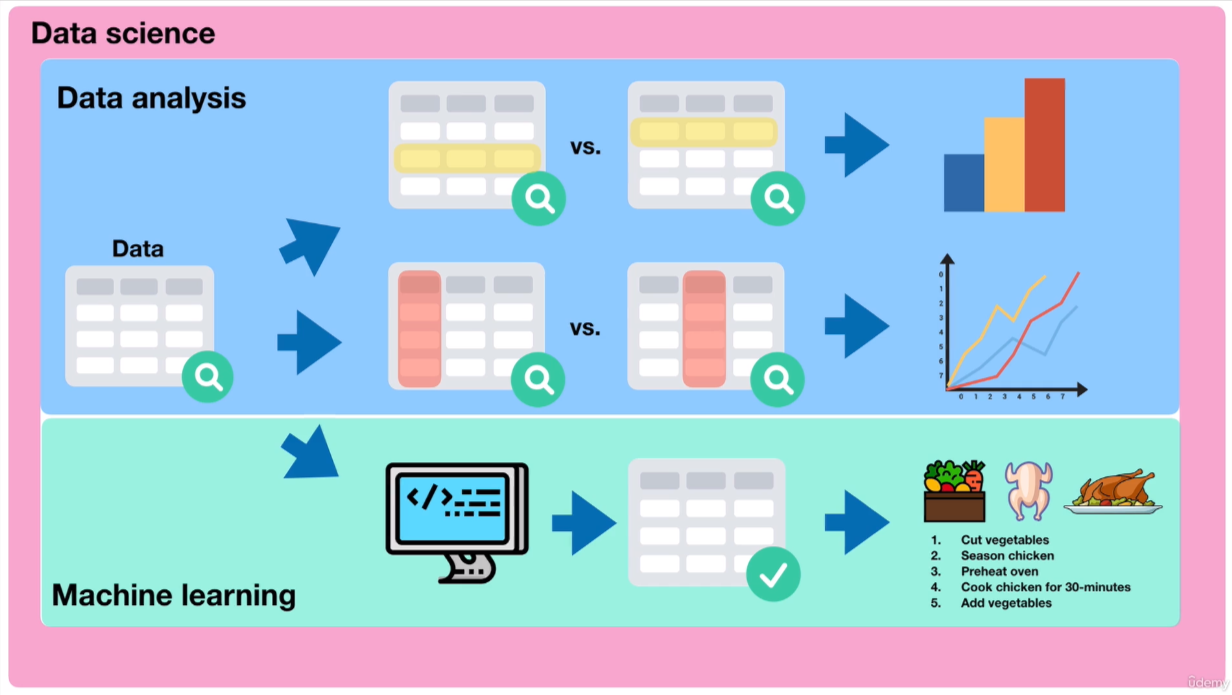 Data science
Data analysis
vs.
Data
vs.
0
1
2
3
4
5
6
7
0 1 2 3 4 5 6 7
</>
Machine learning
1. Cut vegetables
2. Season chicken
3. Preheat oven
4. Cook chicken for 30-minutes
5. Add vegetables
ûdemy